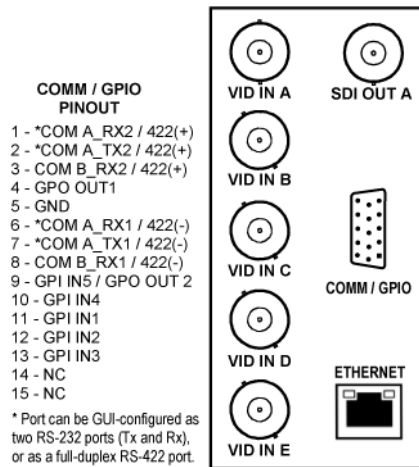 COMM / GPIO
PINOUT
1 - *COM A_RX2 / 422(+)
2 - *COM A_TX2 / 422(+)
3 - COM B_RX2 / 422(+)
4 - GPO OUT1
5 - GND
6 - *COM A_RX1 / 422(-)
7 - *COM A_TX1 / 422(-)
8 - COM B_RX1 / 422(-)
9 - GPI IN5 / GPO OUT 2
10 - GPI IN4
11 - GPI IN1
12 - GPI IN2
13 - GPI IN3
14 - NC
15 - NC
* Port can be GUI-configured as
two RS-232 ports (Tx and Rx),
or as a full-duplex RS-422 port.
VID IN A
SDI OUT A
VID IN B
VID IN C
COMM / GPIO
VID IN D
ETHERNET
VID IN E